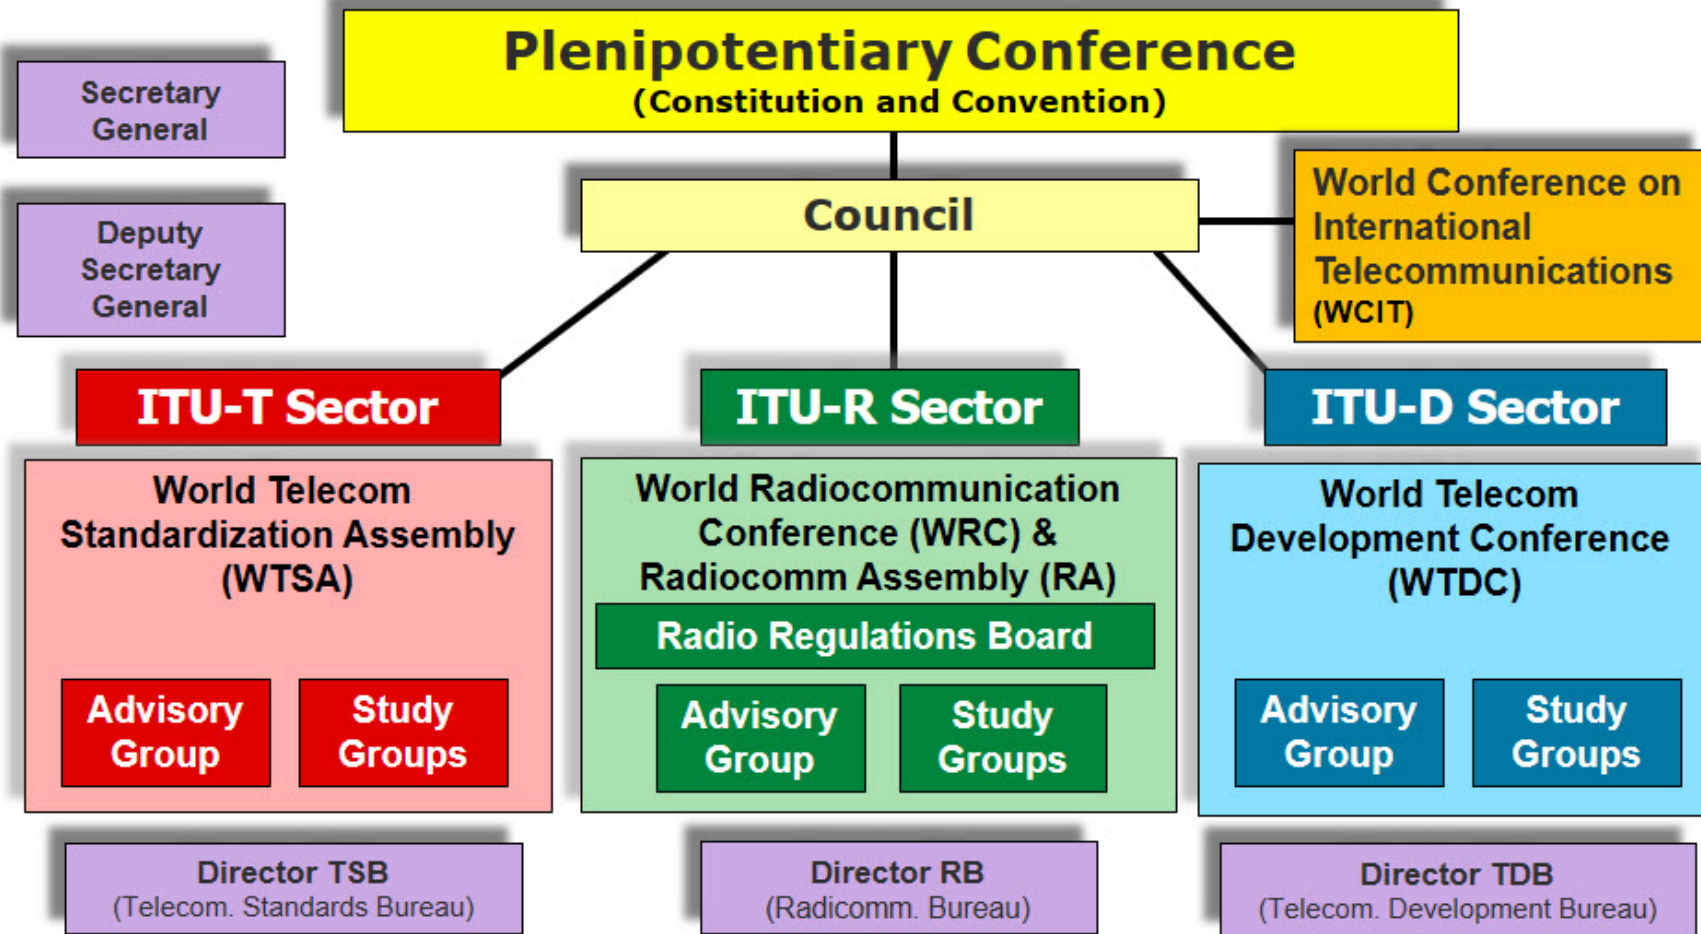 Plenipotentiary Conference
(Constitution and Convention)
Secretary
General
Deputy
Secretary
General
Council
World Conference on
International
Telecommunications
(WCIT)
ITU-T Sector
World Telecom
Standardization Assembly
(WTSA)
Advisory
Group
Study
Groups
Director TSB
(Telecom. Standards Bureau)
ITU-R Sector
World Radiocommunication
Conference (WRC) &
Radiocomm Assembly (RA)
Radio Regulations Board
Advisory
Group
Study
Groups
Director RB
(Radicomm. Bureau)
ITU-D Sector
World Telecom
Development Conference
(WTDC)
Advisory
Group
Study
Groups
Director TDB
(Telecom. Development Bureau)